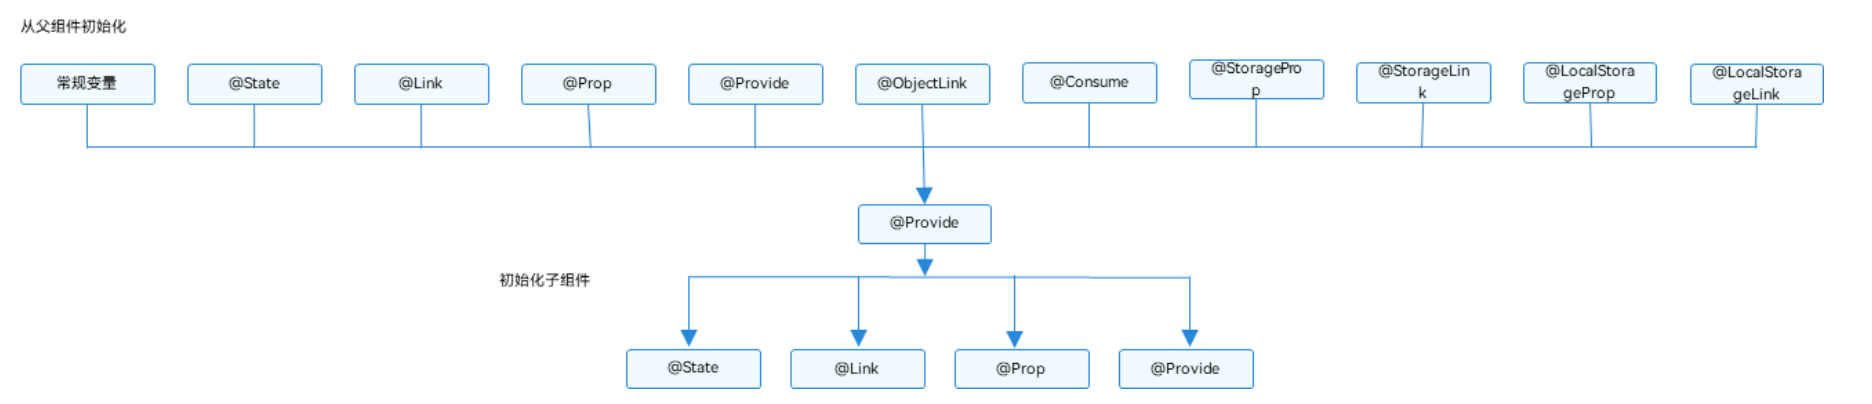 从父组件初始化
常规变量
@State
@Link
@Prop
@Provide
@ObjectLink
@Consume
@StoragePro
p
@StorageLin
k
@LocalStora
geProp
@LocalStora
geLink
@Provide
初始化子组件
@State
@Link
@Prop
@Provide